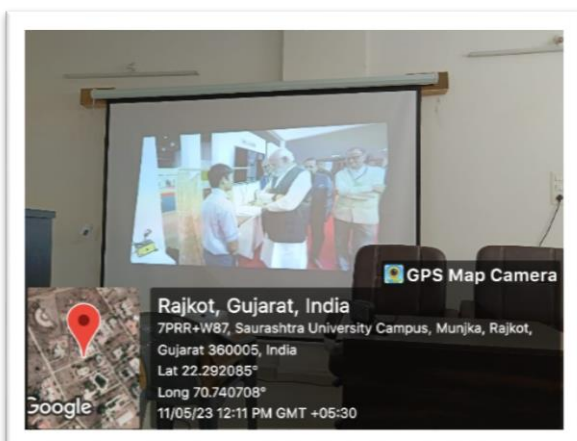 GPS Map Camera
Rajkot, Gujarat, India
7PRR+W87, Saurashtra University Campus, Munjka, Rajkot,
Gujarat 360005, India
Lat 22.292085°
Long 70.740708°
11/05/23 12:11 PM GMT +05:30
Google